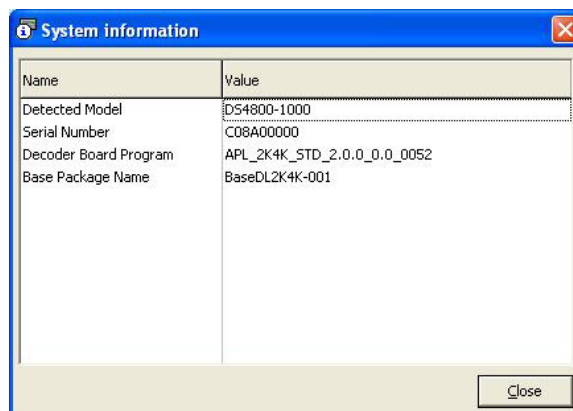 System information
Name Value
Detected Model DS4800-1000
Serial Number C08A00000
Decoder Board Program APL_2K4K_STD_2.0.0_0.0_0052
Base Package Name BaseDL2K4K-001
Close